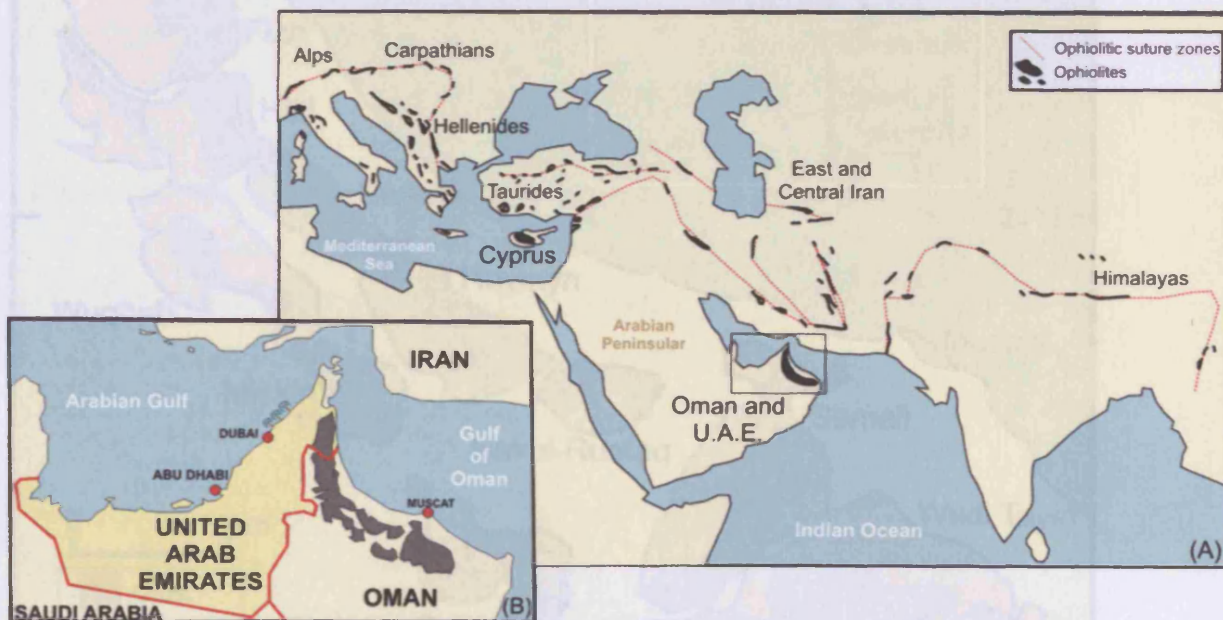 Alps
Carpathians
Hellenides
Taurides
Cyprus
Mediterranean
Sea
East and
Central Iran
Himalayas
Arabian
Peninsular
Oman and
U.A.E.
Indian Ocean
(A)
Ophiolitic suture zones
Ophiolites
IRAN
Arabian Gulf
DUBAI
Gulf
of
Oman
ABU DHABI
MUSCAT
UNITED
ARAB
EMIRATES
OMAN
SAUDI ARABIA
(B)